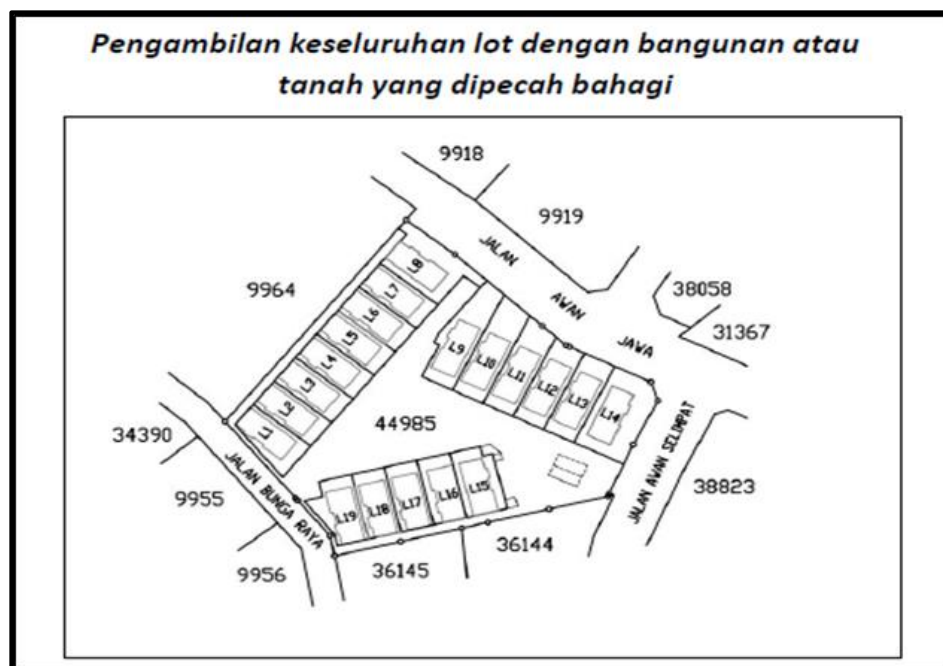 Pengambilan keseluruhan lot dengan bangunan atau
tanah yang dipecah bahagi
9918
9919
JALAN AWAN JAWA
9964
38058
31367
L8
L7
L6
L5
L4
L3
L2
L1
L9
L10
L11
L12
L13
L14
44985
34390
JALAN BUNGA RAYA
JALAN AWAN SELIMPAT
38823
9955
L19
L18
L17
L16
L15
9956
36145
36144